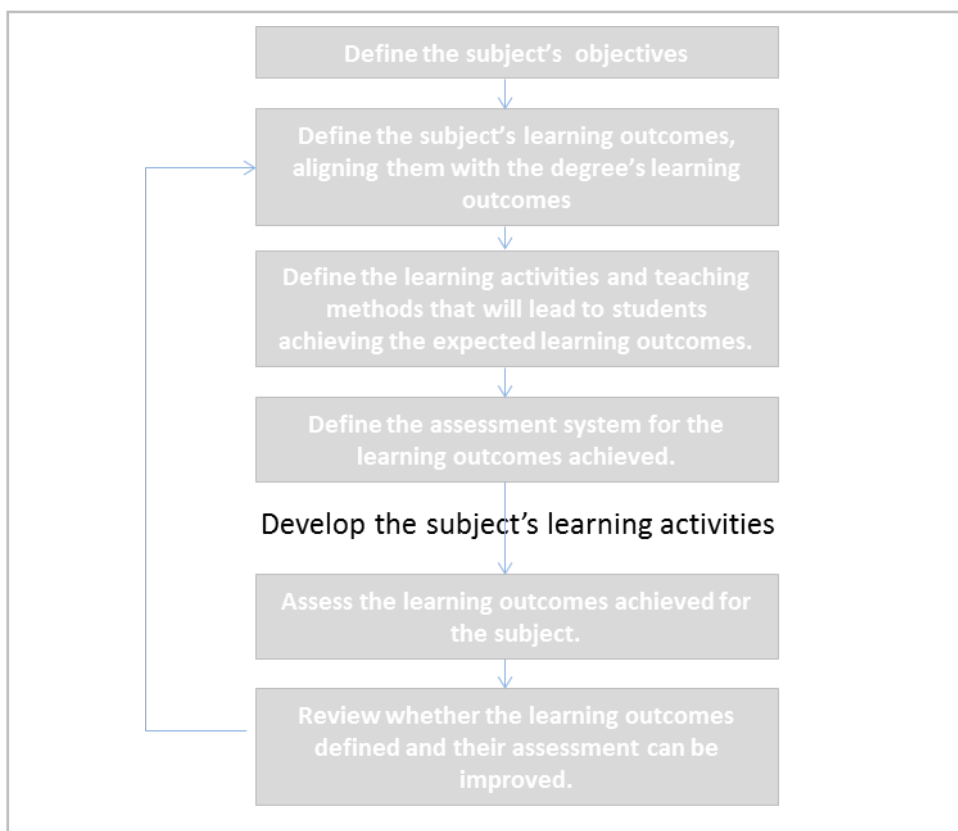 Define the subject's  objectives
Define the subject's learning outcomes,
aligning them with the degree's learning
outcomes
Define the learning activities and teaching
methods that will lead to students
achieving the expected learning outcomes.
Define the assessment system for the
learning outcomes achieved.
Develop the subject's learning activities
Assess the learning outcomes achieved for
the subject.
Review whether the learning outcomes
defined and their assessment can be
improved.